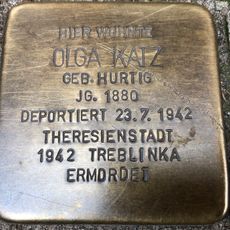 HIER WOHNTE
OLGA KATZ
GEB. HURTIG
JG. 1880
DEPORTIERT 23.7.1942
THERESIENSTADT
1942 TREBLINKA
ERMORDET